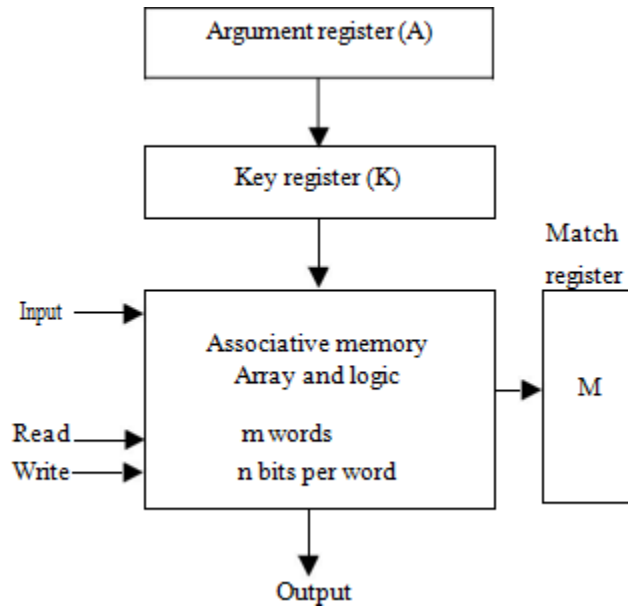 Argument register (A)
Key register (K)
Match
register
Input
Associative memory
Array and logic
M
Read
m words
Write
n bits per word
Output